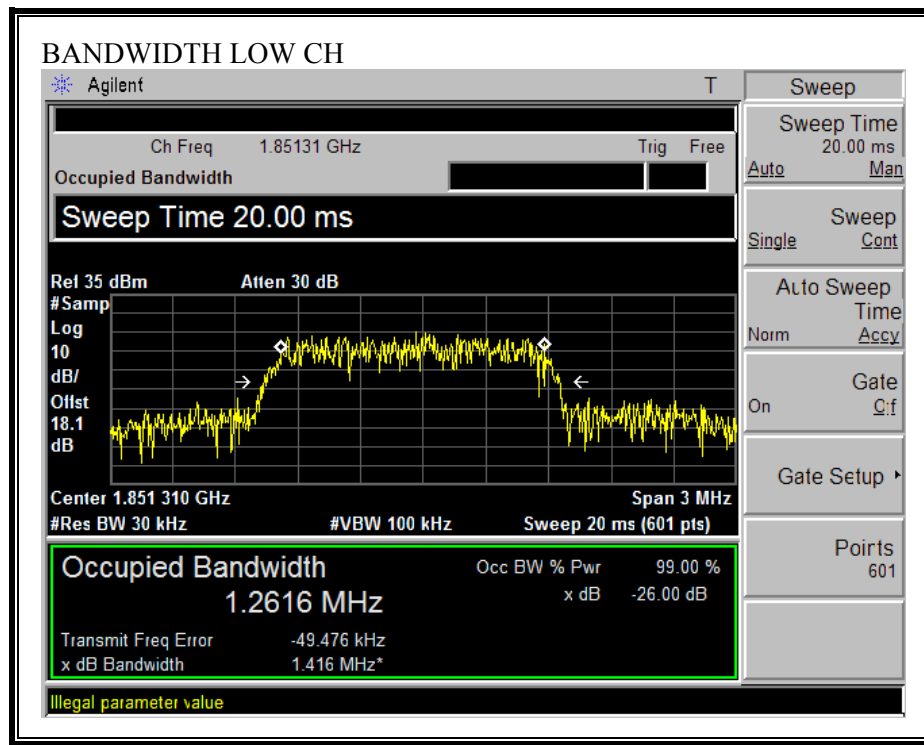 BANDWIDTH LOW CH
Agilent T
Ch Freq 1.85131 GHz Trig Free
Occupied Bandwidth
Sweep Time 20.00 ms
Ref 35 dBm Atten 30 dB
#Samp
Log
10
dB/
Offst
18.1
dB
Center 1.851 310 GHz Span 3 MHz
#Res BW 30 kHz #VBW 100 kHz Sweep 20 ms (601 pts)
Occupied Bandwidth Occ BW % Pwr 99.00 %
1.2616 MHz x dB -26.00 dB
Transmit Freq Error -49.476 kHz
x dB Bandwidth 1.416 MHz*
Illegal parameter value
Sweep
Sweep Time
20.00 ms
Auto Man
Sweep
Single Cont
Auto Sweep
Time
Norm Accy
Gate
On Off
Gate Setup
Points
601